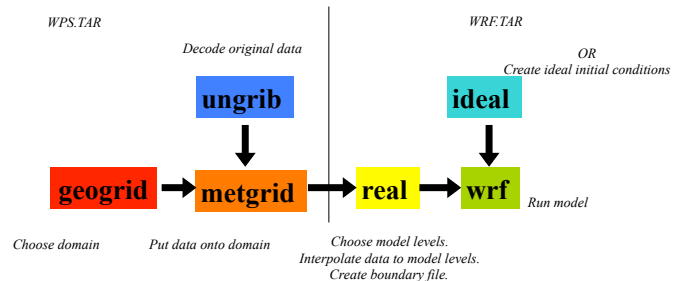 WPS.TAR
WRF.TAR
Decode original data
OR
Create ideal initial conditions
ungrib
ideal
geogrid
metgrid
real
wrf
Run model
Choose domain
Put data onto domain
Choose model levels.
Interpolate data to model levels.
Create boundary file.